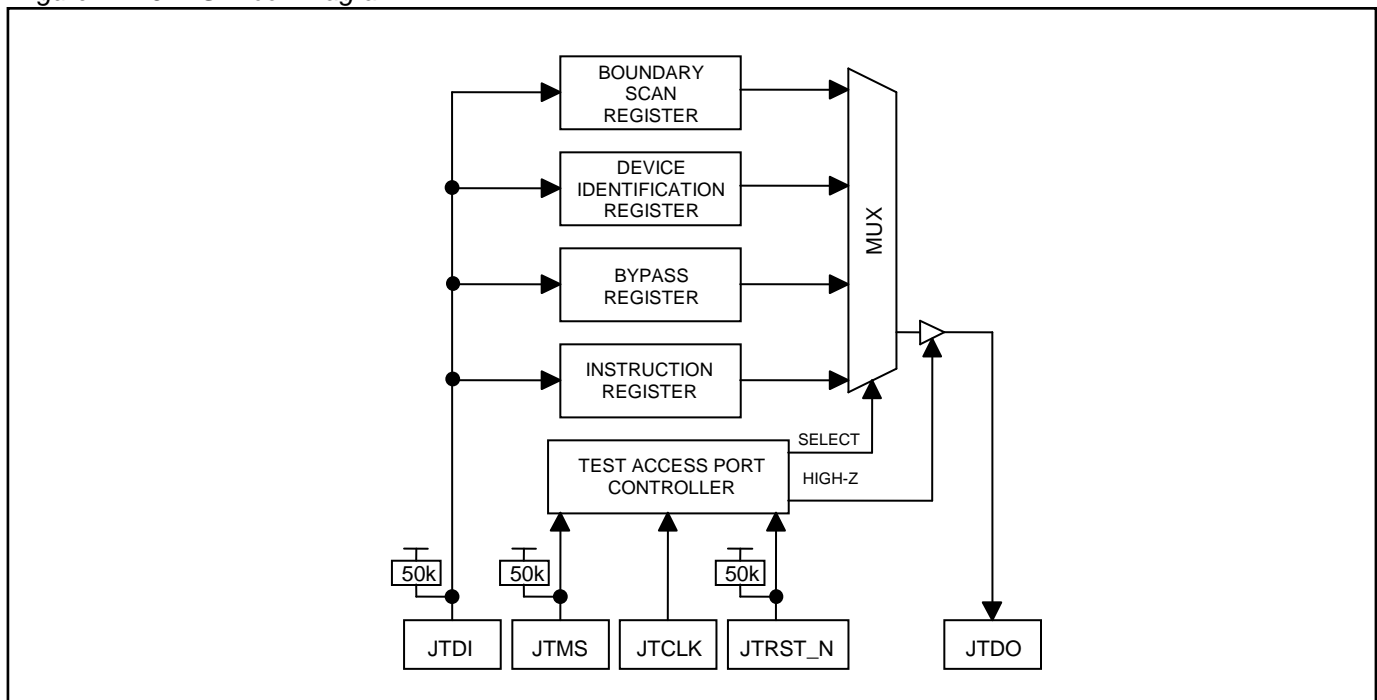 BOUNDARY
SCAN
REGISTER
DEVICE
IDENTIFICATION
REGISTER
BYPASS
REGISTER
INSTRUCTION
REGISTER
MUX
SELECT
TEST ACCESS PORT
CONTROLLER
HIGH-Z
50k
50k
50k
JTDI
JTMS
JTCLK
JTRST_N
JTDO